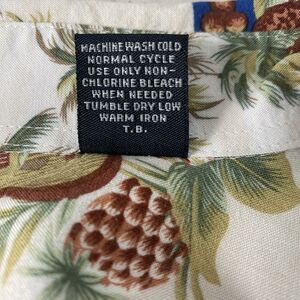 MACHINE WASH COLD
NORMAL CYCLE
USE ONLY NON-
CHLORINE BLEACH
WHEN NEEDED
TUMBLE DRY LOW
WARM IRON
T.B.